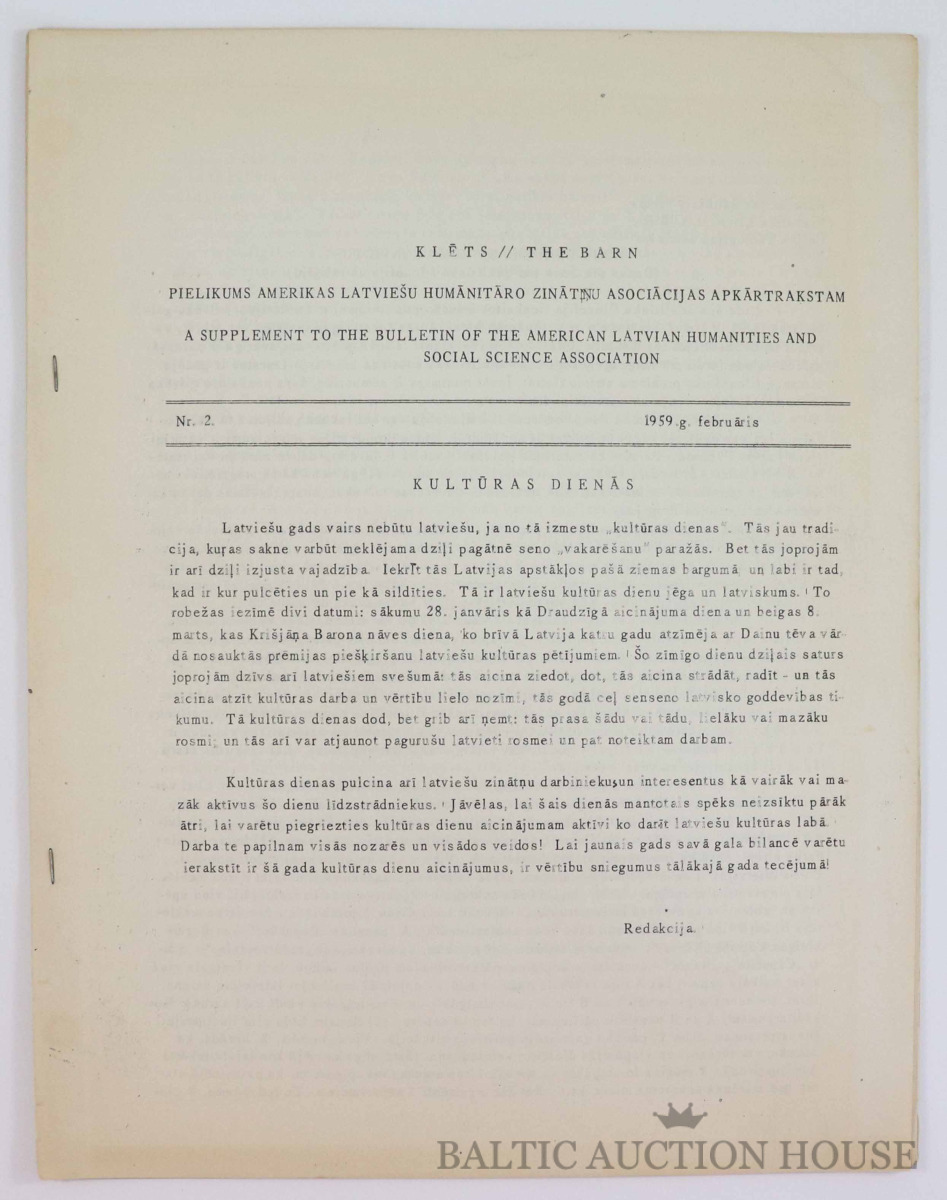 KLĒTS // THE BARN
PIELIKUMS AMERIKAS LATVIEŠU HUMĀNITĀRO ZINĀTŅU ASOCIĀCIJAS APKĀRTRAKSTAM
A SUPPLEMENT TO THE BULLETIN OF THE AMERICAN LATVIAN HUMANITIES AND
SOCIAL SCIENCE ASSOCIATION
Nr. 2. 1959.g. februāris
KULTŪRAS DIENĀS
Latviešu gads vairs nebūtu latviešu, ja no tā izmestu „kultūras dienas". Tās jau tradi-
cija, kuŗas sakne varbūt meklējama dziļi pagātnē seno „vakarēšanu" paražās. Bet tās joprojām
ir arī dziļi izjusta vajadzība. Iekrīt tās Latvijas apstākļos pašā ziemas bargumā, un labi ir tad,
kad ir kur pulcēties un pie kā sildīties. Tā ir latviešu kultūras dienu jēga un latviskums. To
robežas iezīmē divi datumi: sākumu 28. janvāris kā Draudzīgā aicinājuma diena un beigas 8.
marts, kas Krišjāņa Barona nāves diena, ko brīvā Latvija katru gadu atzīmēja ar Dainu tēva vār-
dā nosauktās prēmijas piešķiršanu latviešu kultūras pētījumiem. Šo zīmīgo dienu dziļais saturs
joprojām dzīvs arī latviešiem svešumā: tās aicina ziedot, dot, tās aicina strādāt, radīt - un tās
aicina atzīt kultūras darba un vērtību lielo nozīmi, tās godā ceļ senseno latvisko goddevības ti-
kumu. Tā kultūras dienas dod, bet grib arī ņemt: tās prasa šādu vai tādu, lielāku vai mazāku
rosmi; un tās arī var atjaunot pagurušu latvieti rosmei un pat noteiktam darbam.
Kultūras dienas pulcina arī latviešu zinātņu darbiniekus un interesentus kā vairāk vai ma-
zāk aktīvus šo dienu līdzstrādniekus. Jāvēlas, lai šais dienās mantotais spēks neizsīktu pārāk
ātri, lai varētu piegriezties kultūras dienu aicinājumam aktīvi ko darīt latviešu kultūras labā.
Darba te papilnam visās nozarēs un visādos veidos! Lai jaunais gads savā gala bilancē varētu
ierakstīt ir šā gada kultūras dienu aicinājumus, ir vērtību sniegumus tālākajā gada tecējumā!
Redakcija.
BALTIC AUCTION HOUSE